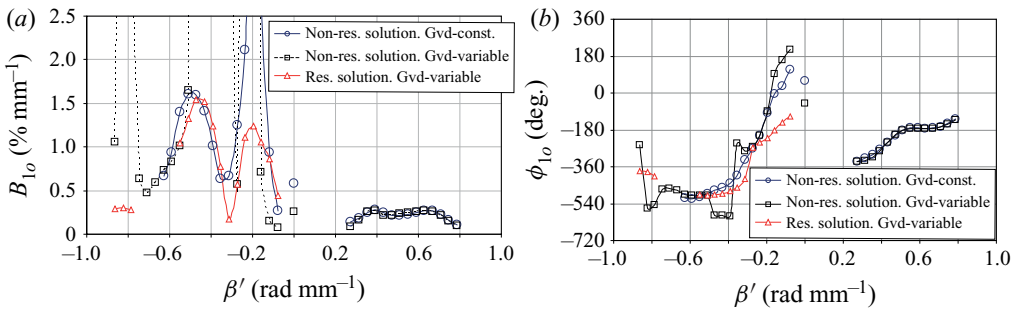 (a)
2.5
2.0
1.5
1.0
0.5
0
B1o (% mm−1)
Non-res. solution. Gvd-const.
Non-res. solution. Gvd-variable
Res. solution. Gvd-variable
−1.0 −0.6 −0.2 0.2 0.6 1.0
β′ (rad mm−1)
(b)
360
180
0
−180
−360
−540
−720
ϕ1o (deg.)
Non-res. solution. Gvd-const.
Non-res. solution. Gvd-variable
Res. solution. Gvd-variable
−1.0 −0.6 −0.2 0.2 0.6 1.0
β′ (rad mm−1)